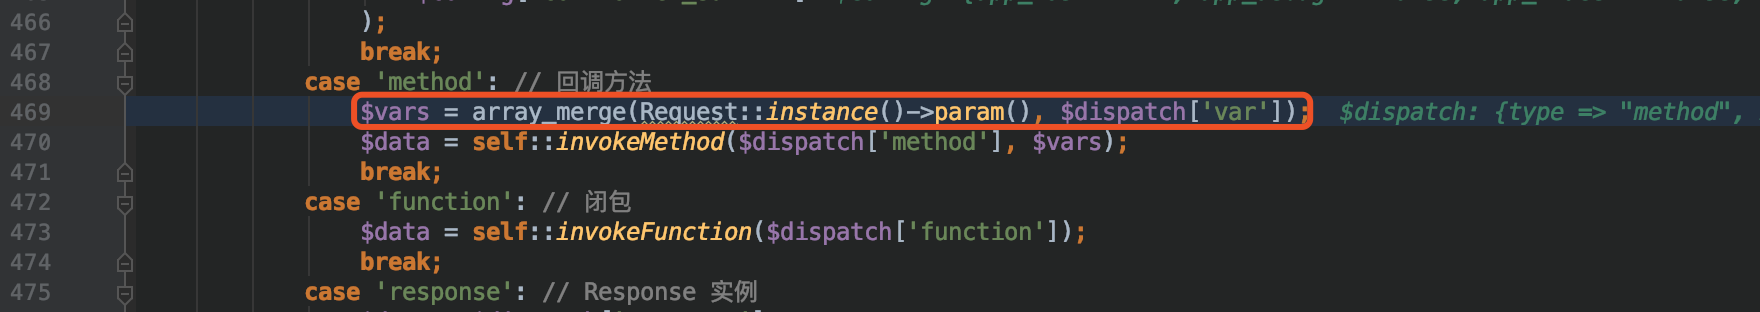 466 );
467 break;
468 case 'method': // 回调方法
469 $vars = array_merge(Request::instance()->param(), $dispatch['var']); $dispatch: {type => "method",
470 $data = self::invokeMethod($dispatch['method'], $vars);
471 break;
472 case 'function': // 闭包
473 $data = self::invokeFunction($dispatch['function']);
474 break;
475 case 'response': // Response 实例